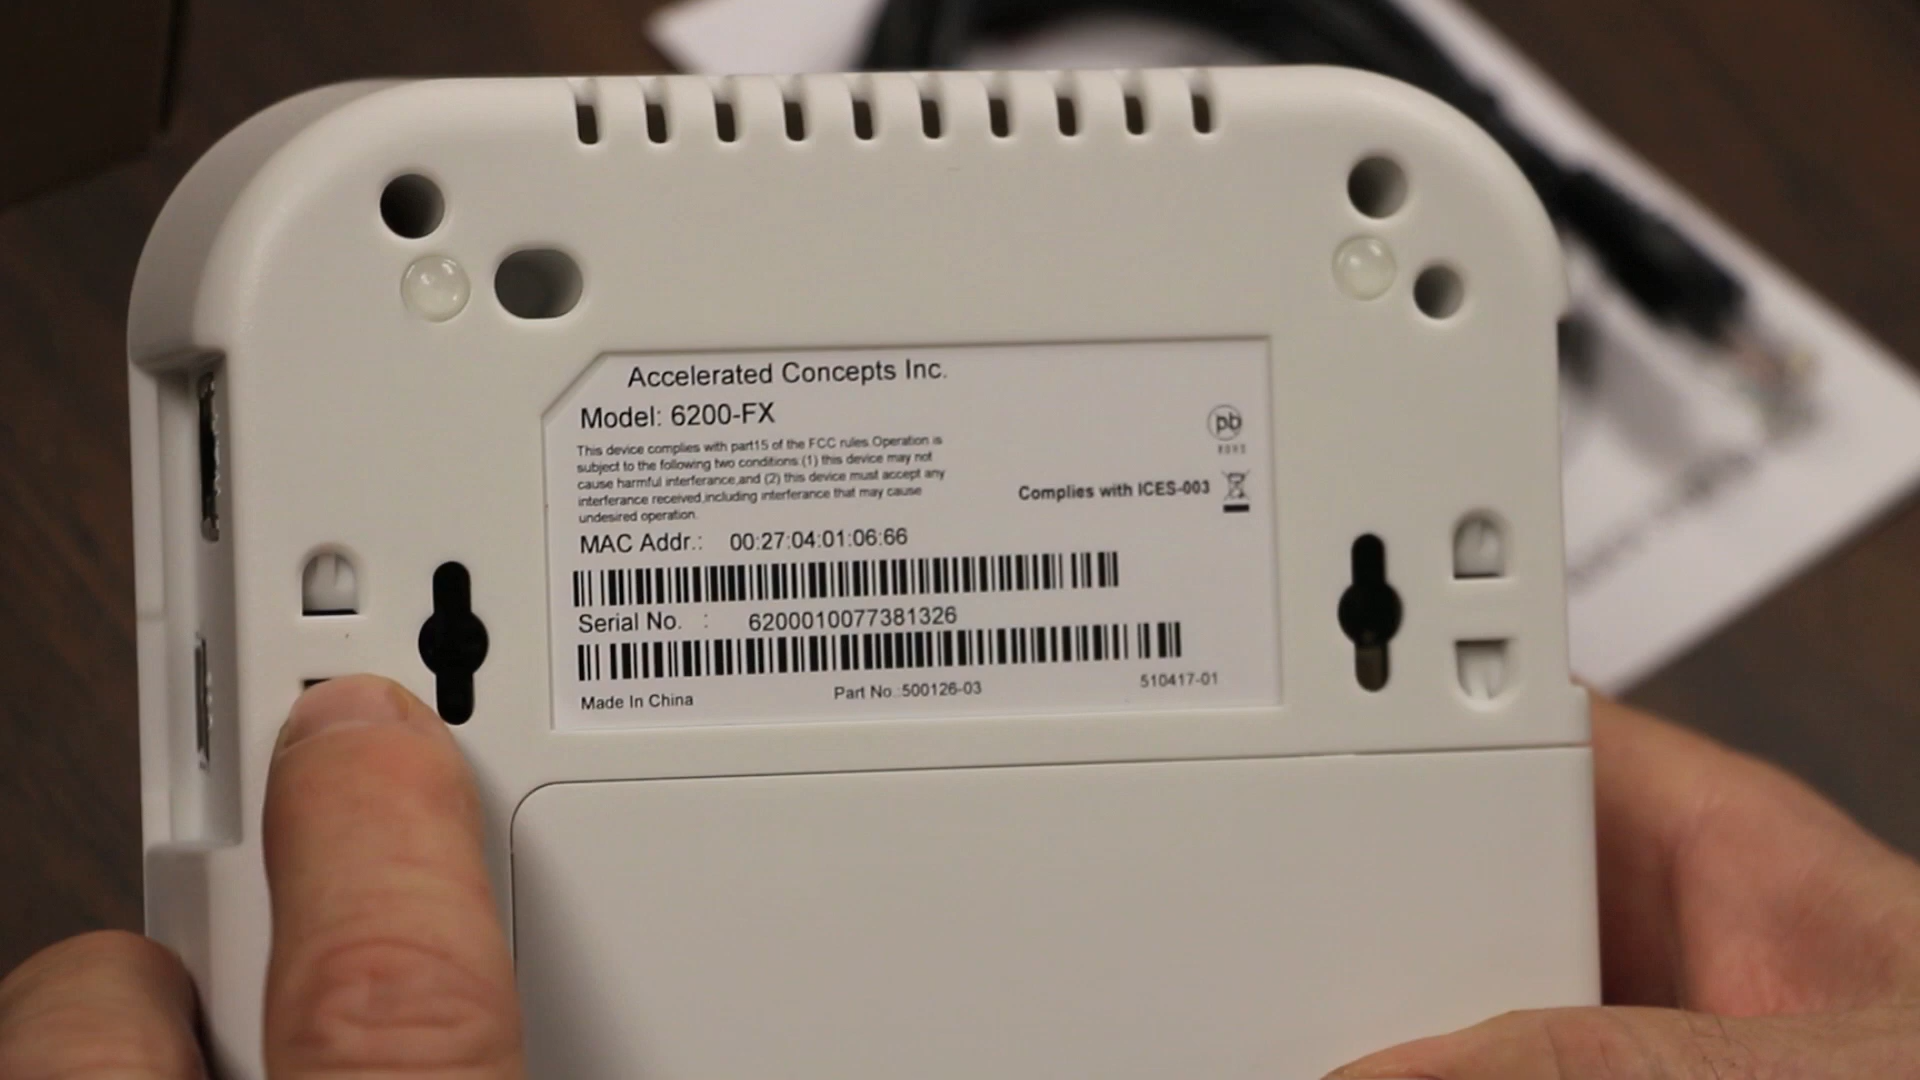 Accelerated Concepts Inc.
Model: 6200-FX
This device complies with part15 of the FCC rules.Operation is
subject to the following two conditions:(1) this device may not
cause harmful interferance,and (2) this device must accept any
interferance received,including interferance that may cause
undesired operation.
pb
ROHS
Complies with ICES-003
MAC Addr.: 00:27:04:01:06:66
Serial No. : 6200010077381326
Made In China
Part No.:500126-03
510417-01